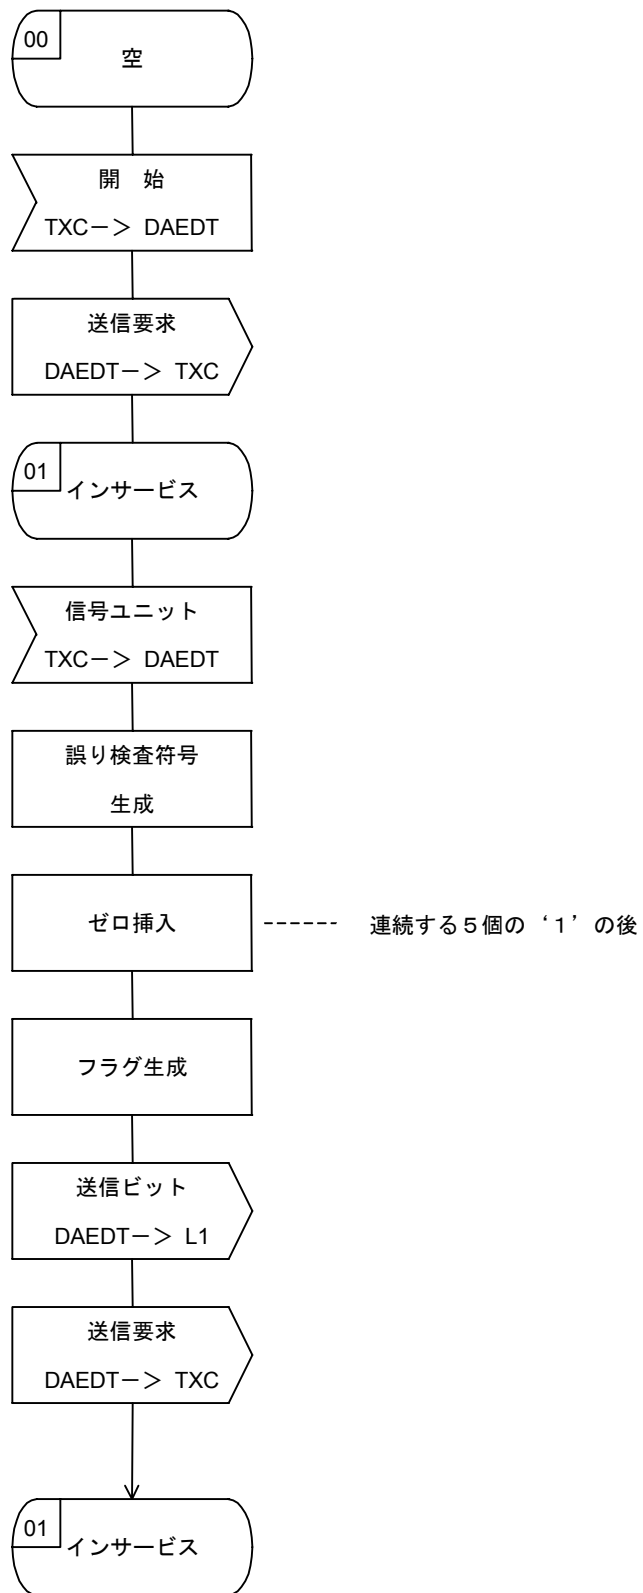 00
空
開　始
TXC－＞ DAEDT
送信要求
DAEDT－＞ TXC
01
インサービス
信号ユニット
TXC－＞ DAEDT
誤り検査符号
生成
ゼロ挿入
連続する５個の‘１’の後
フラグ生成
送信ビット
DAEDT－＞ L1
送信要求
DAEDT－＞ TXC
01
インサービス